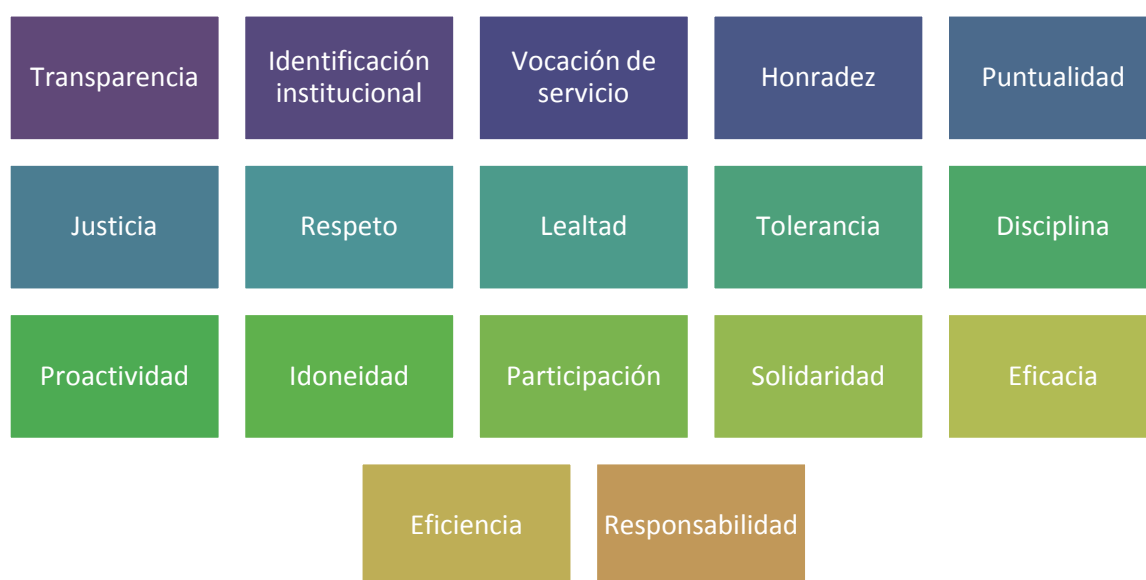 Transparencia
Identificación
institucional
Vocación de
servicio
Honradez
Puntualidad
Justicia
Respeto
Lealtad
Tolerancia
Disciplina
Proactividad
Idoneidad
Participación
Solidaridad
Eficacia
Eficiencia
Responsabilidad